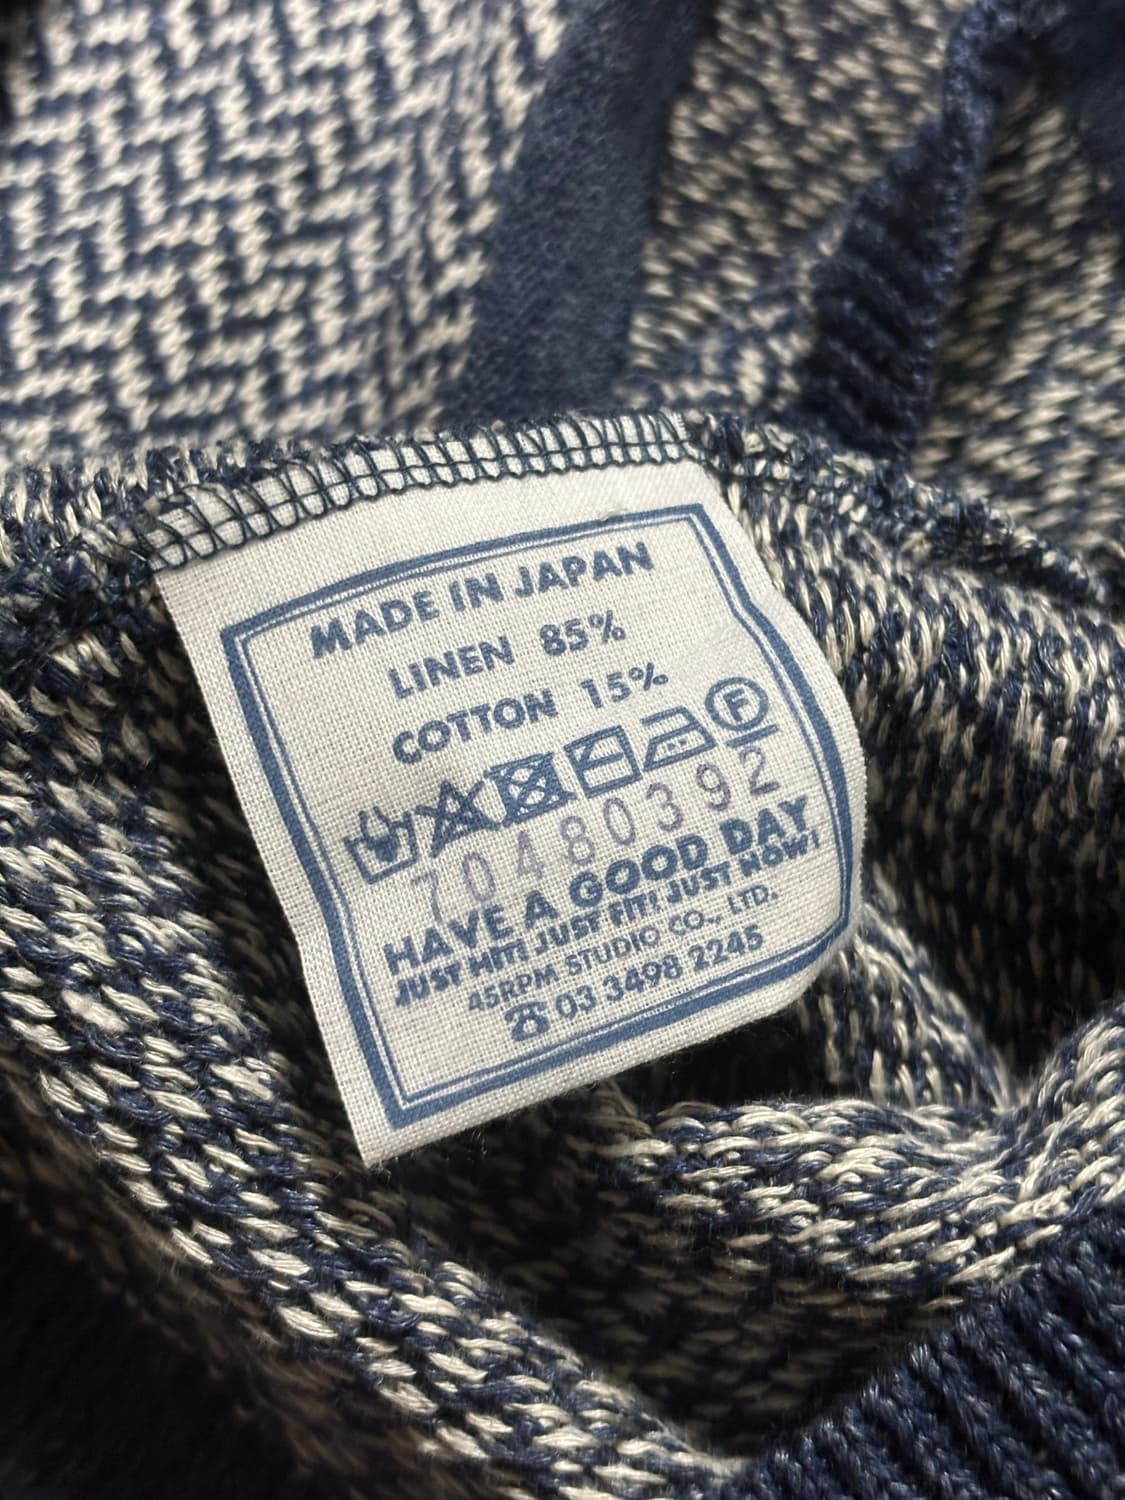 MADE IN JAPAN
LINEN 85%
COTTON 15%
F
70480392
HAVE A GOOD DAY
JUST HIT! JUST FIT! JUST NOW!
45RPM STUDIO CO., LTD.
☎ 03 3498 2245